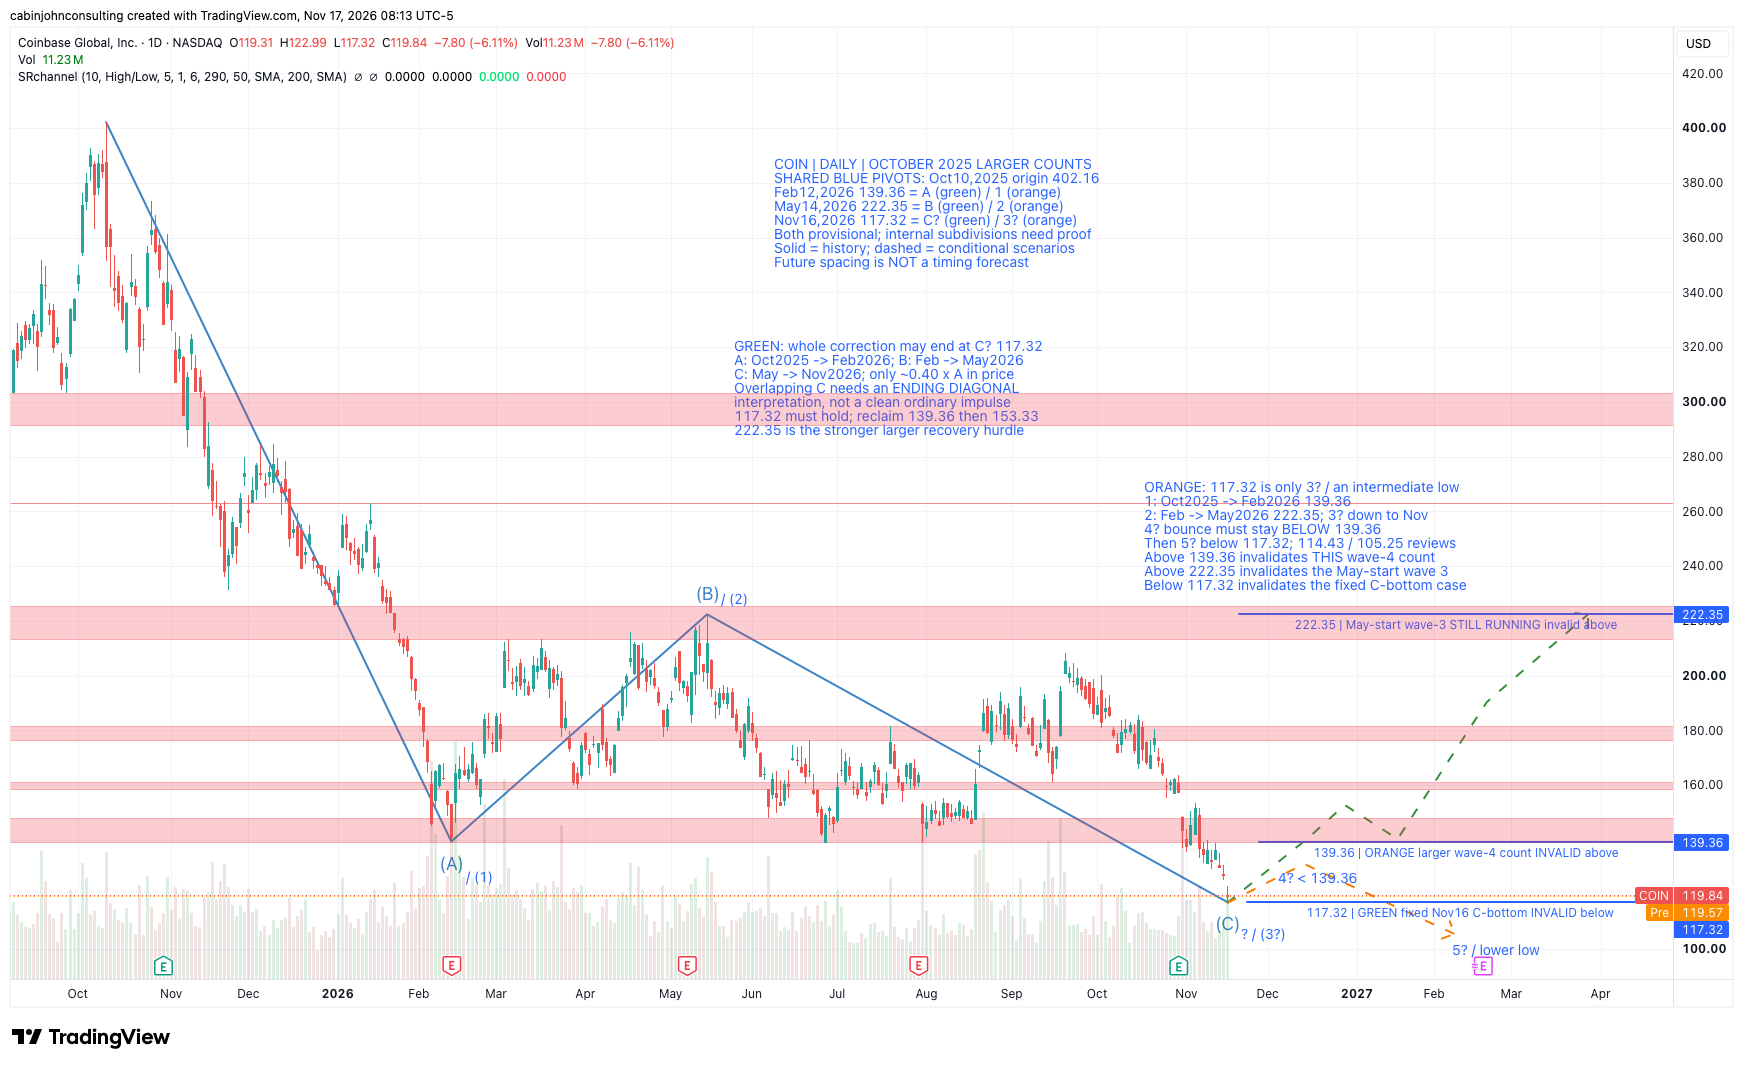 cabinjohnconsulting created with TradingView.com, Nov 17, 2026 08:13 UTC-5
Coinbase Global, Inc. · 1D · NASDAQ O119.31 H122.99 L117.32 C119.84 −7.80 (−6.11%) Vol11.23 M −7.80 (−6.11%)
Vol 11.23 M
SRchannel (10, High/Low, 5, 1, 6, 290, 50, SMA, 200, SMA) ∅ ∅ 0.0000 0.0000 0.0000 0.0000
USD
420.00
400.00
380.00
360.00
340.00
320.00
300.00
280.00
260.00
240.00
222.35
220.00
200.00
180.00
160.00
139.36
COIN 119.84
Pre 119.57
117.32
100.00
COIN | DAILY | OCTOBER 2025 LARGER COUNTS
SHARED BLUE PIVOTS: Oct10,2025 origin 402.16
Feb12,2026 139.36 = A (green) / 1 (orange)
May14,2026 222.35 = B (green) / 2 (orange)
Nov16,2026 117.32 = C? (green) / 3? (orange)
Both provisional; internal subdivisions need proof
Solid = history; dashed = conditional scenarios
Future spacing is NOT a timing forecast
GREEN: whole correction may end at C? 117.32
A: Oct2025 -> Feb2026; B: Feb -> May2026
C: May -> Nov2026; only ~0.40 x A in price
Overlapping C needs an ENDING DIAGONAL
interpretation, not a clean ordinary impulse
117.32 must hold; reclaim 139.36 then 153.33
222.35 is the stronger larger recovery hurdle
ORANGE: 117.32 is only 3? / an intermediate low
1: Oct2025 -> Feb2026 139.36
2: Feb -> May2026 222.35; 3? down to Nov
4? bounce must stay BELOW 139.36
Then 5? below 117.32; 114.43 / 105.25 reviews
Above 139.36 invalidates THIS wave-4 count
Above 222.35 invalidates the May-start wave 3
Below 117.32 invalidates the fixed C-bottom case
(B) / (2)
222.35 | May-start wave-3 STILL RUNNING invalid above
139.36 | ORANGE larger wave-4 count INVALID above
(A) / (1)
4? < 139.36
117.32 | GREEN fixed Nov16 C-bottom INVALID below
(C) ? / (3?)
5? / lower low
E
E
E
E
E
≈E
Oct Nov Dec 2026 Feb Mar Apr May Jun Jul Aug Sep Oct Nov Dec 2027 Feb Mar Apr
TradingView